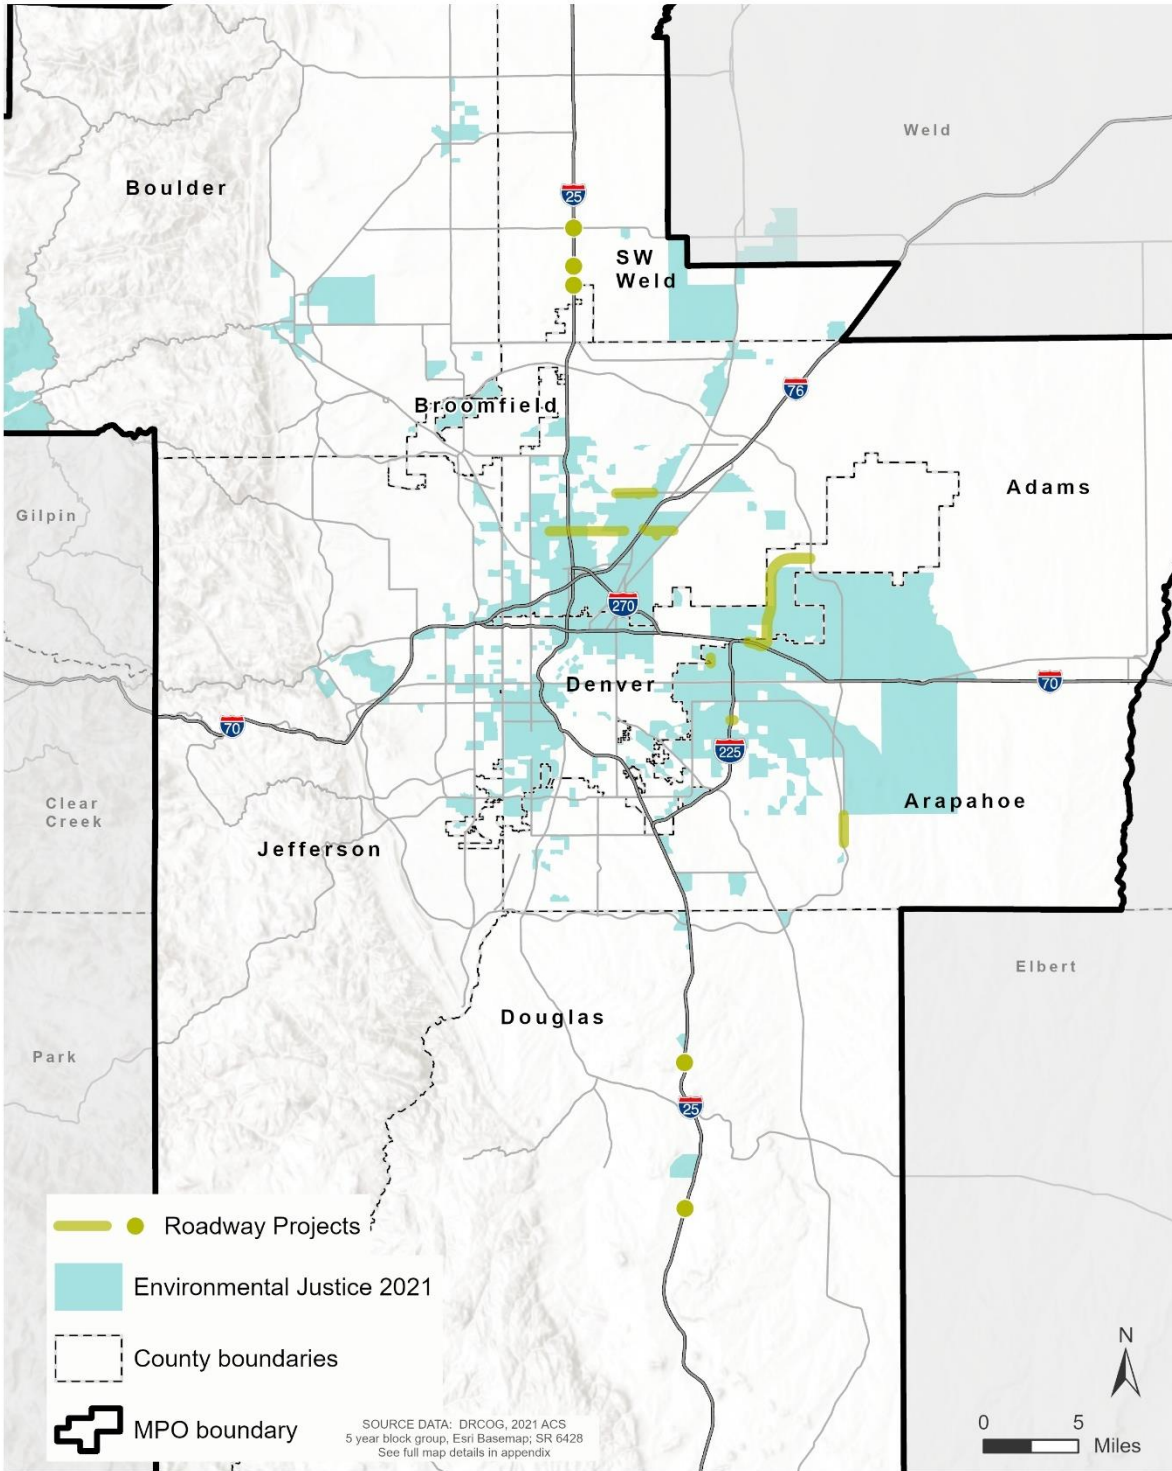 Weld
Boulder
25
SW
Weld
76
Broomfield
Adams
Gilpin
270
Denver
70
70
225
Clear
Creek
Arapahoe
Jefferson
Elbert
Douglas
Park
25
Roadway Projects
Environmental Justice 2021
County boundaries
MPO boundary
SOURCE DATA: DRCOG, 2021 ACS
5 year block group, Esri Basemap; SR 6428
See full map details in appendix
N
0 5
Miles